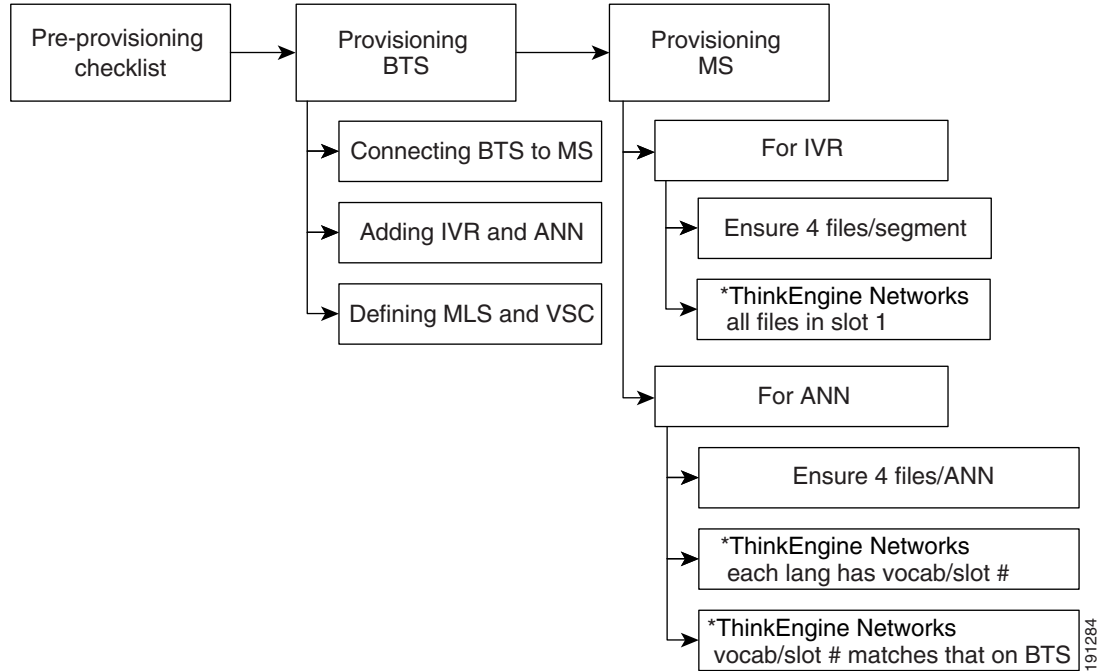 Pre-provisioning
checklist
Provisioning
BTS
Provisioning
MS
Connecting BTS to MS
Adding IVR and ANN
Defining MLS and VSC
For IVR
Ensure 4 files/segment
*ThinkEngine Networks
all files in slot 1
For ANN
Ensure 4 files/ANN
*ThinkEngine Networks
each lang has vocab/slot #
*ThinkEngine Networks
vocab/slot # matches that on BTS
191284